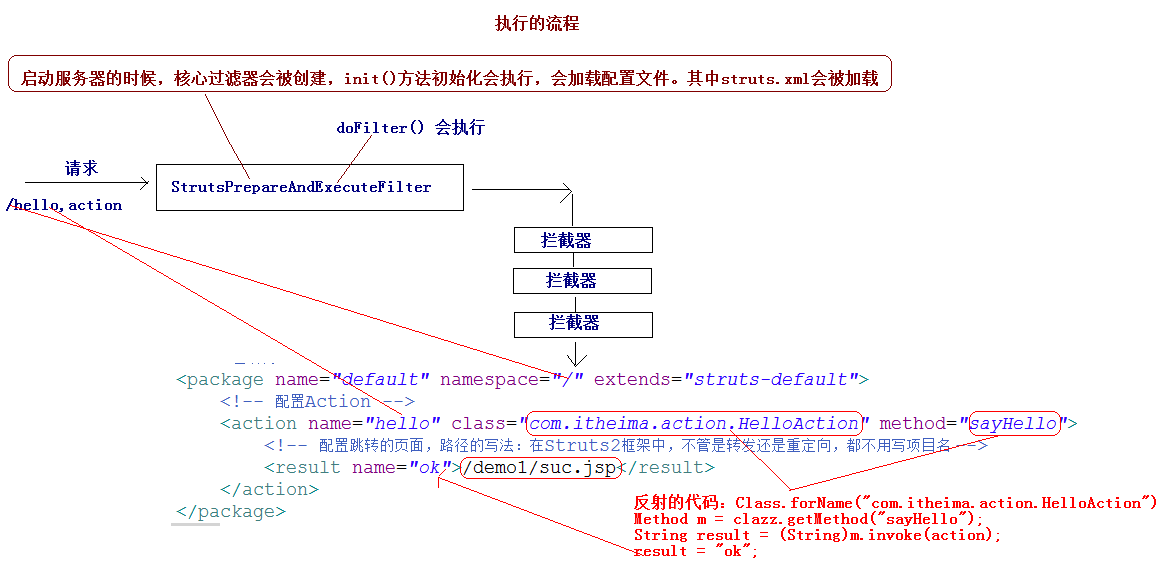 执行的流程
启动服务器的时候，核心过滤器会被创建，init()方法初始化会执行，会加载配置文件。其中struts.xml会被加载
doFilter() 会执行
请求
StrutsPrepareAndExecuteFilter
/hello,action
拦截器
拦截器
拦截器
<package name="default" namespace="/" extends="struts-default">
<!-- 配置Action -->
<action name="hello" class="com.itheima.action.HelloAction" method="sayHello">
<!-- 配置跳转的页面，路径的写法：在Struts2框架中，不管是转发还是重定向，都不用写项目名 -->
<result name="ok">/demo1/suc.jsp</result>
</action>
</package>
反射的代码：Class.forName("com.itheima.action.HelloAction")
Method m = clazz.getMethod("sayHello");
String result = (String)m.invoke(action);
result = "ok";